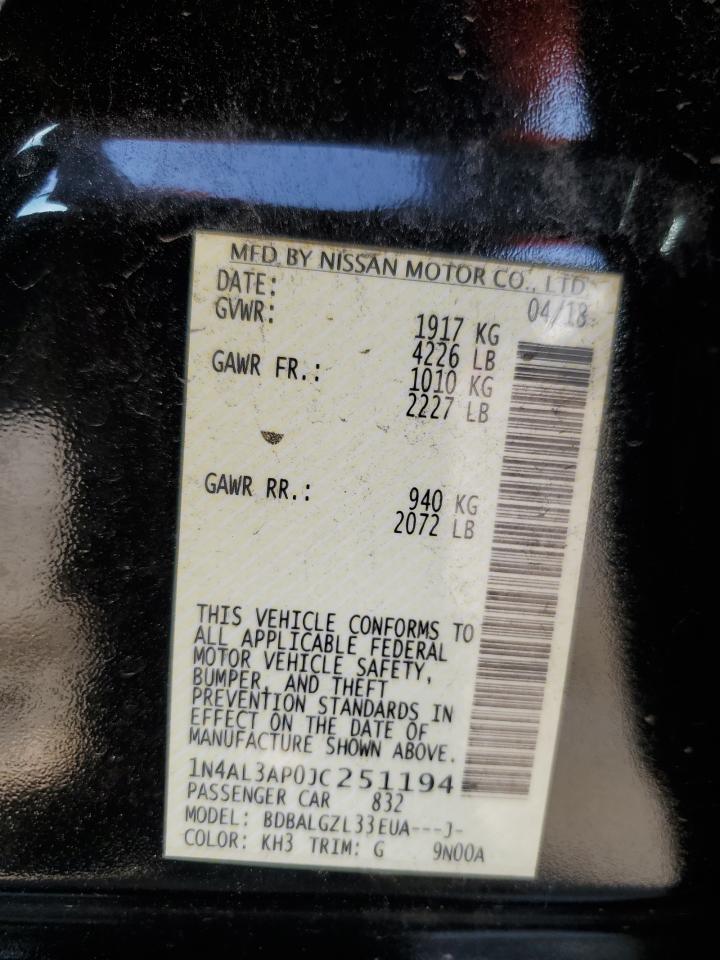 MFD BY NISSAN MOTOR CO., LTD.
DATE: 04/18
GVWR: 1917 KG
4226 LB
GAWR FR.: 1010 KG
2227 LB
GAWR RR.: 940 KG
2072 LB
THIS VEHICLE CONFORMS TO
ALL APPLICABLE FEDERAL
MOTOR VEHICLE SAFETY,
BUMPER, AND THEFT
PREVENTION STANDARDS IN
EFFECT ON THE DATE OF
MANUFACTURE SHOWN ABOVE.
1N4AL3AP0JC251194
PASSENGER CAR 832
MODEL: BDBALGZL33EUA---J-
COLOR: KH3 TRIM: G 9N00A